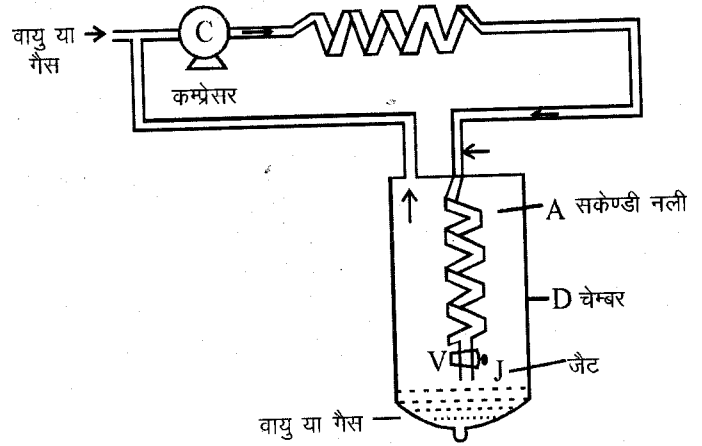 वायु या
गैस
C
कम्प्रेसर
A सकेण्डी नली
D चेम्बर
V
J
जैट
वायु या गैस